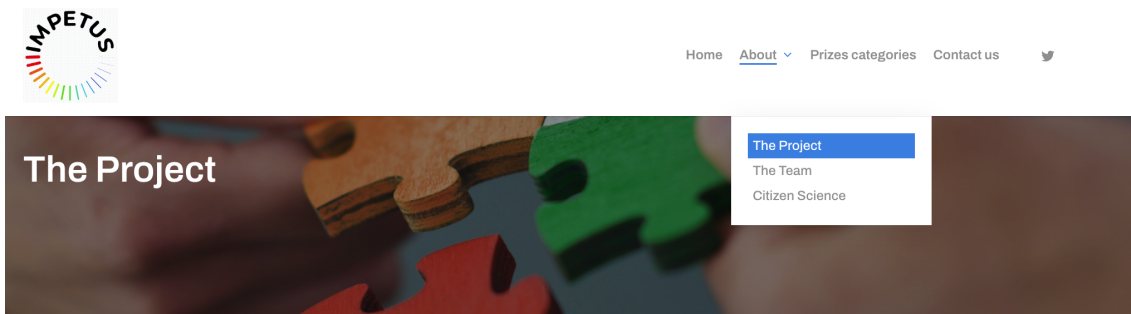 IMPETUS
Home About Prizes categories Contact us
The Project
The Team
Citizen Science
The Project